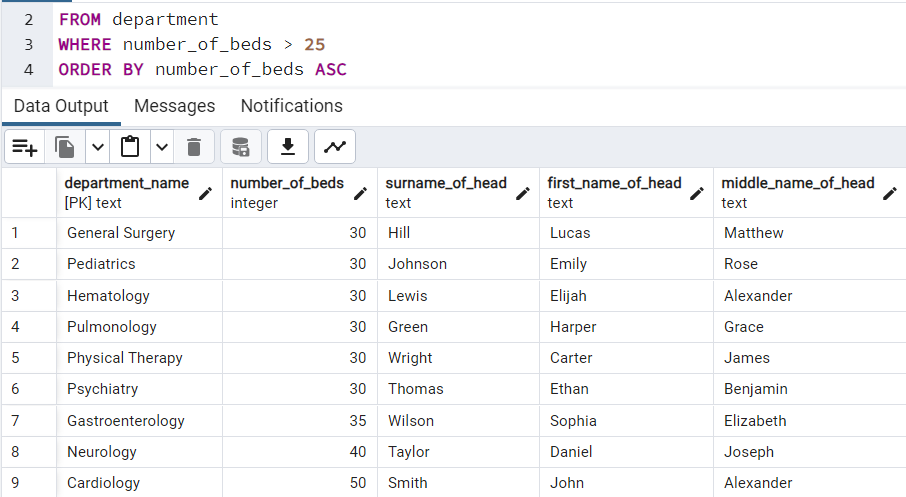 2 FROM department
3 WHERE number_of_beds > 25
4 ORDER BY number_of_beds ASC
Data Output Messages Notifications
department_name number_of_beds surname_of_head first_name_of_head middle_name_of_head
[PK] text integer text text text
1 General Surgery 30 Hill Lucas Matthew
2 Pediatrics 30 Johnson Emily Rose
3 Hematology 30 Lewis Elijah Alexander
4 Pulmonology 30 Green Harper Grace
5 Physical Therapy 30 Wright Carter James
6 Psychiatry 30 Thomas Ethan Benjamin
7 Gastroenterology 35 Wilson Sophia Elizabeth
8 Neurology 40 Taylor Daniel Joseph
9 Cardiology 50 Smith John Alexander